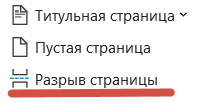 Титульная страница
Пустая страница
Разрыв страницы